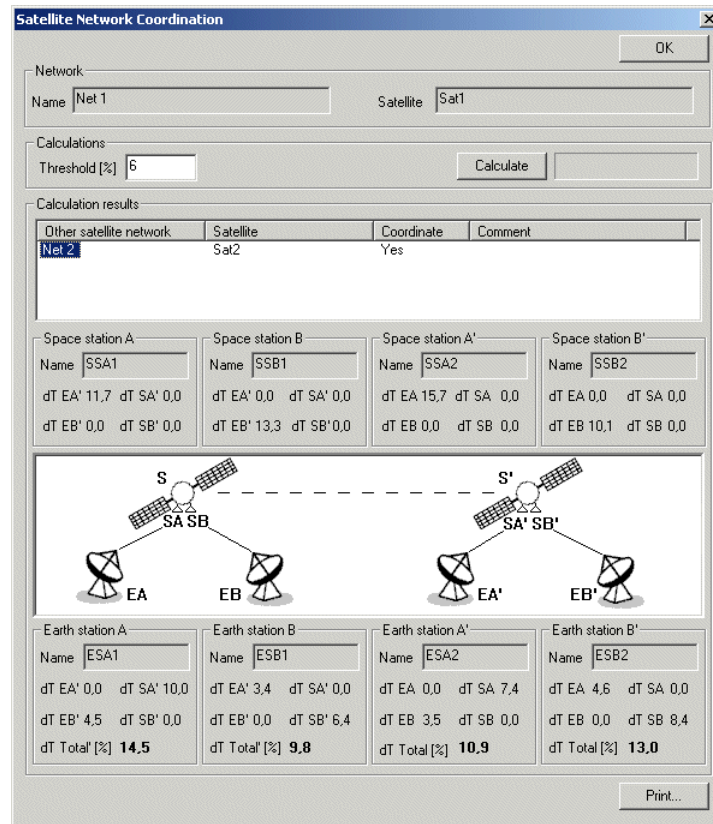 Satellite Network Coordination
OK
Network
Name Net 1 Satellite Sat1
Calculations
Threshold [%] 6 Calculate
Calculation results
Other satellite network Satellite Coordinate Comment
Net 2 Sat2 Yes
Space station A Space station B Space station A' Space station B'
Name SSA1 Name SSB1 Name SSA2 Name SSB2
dT EA' 11,7 dT SA' 0,0 dT EA' 0,0 dT SA' 0,0 dT EA 15,7 dT SA 0,0 dT EA 0,0 dT SA 0,0
dT EB' 0,0 dT SB' 0,0 dT EB' 13,3 dT SB' 0,0 dT EB 0,0 dT SB 0,0 dT EB 10,1 dT SB 0,0
S S'
SA SB SA' SB'
EA EB EA' EB'
Earth station A Earth station B Earth station A' Earth station B'
Name ESA1 Name ESB1 Name ESA2 Name ESB2
dT EA' 0,0 dT SA' 10,0 dT EA' 3,4 dT SA' 0,0 dT EA 0,0 dT SA 7,4 dT EA 4,6 dT SA 0,0
dT EB' 4,5 dT SB' 0,0 dT EB' 0,0 dT SB' 6,4 dT EB 3,5 dT SB 0,0 dT EB 0,0 dT SB 8,4
dT Total' [%] 14,5 dT Total' [%] 9,8 dT Total [%] 10,9 dT Total [%] 13,0
Print...